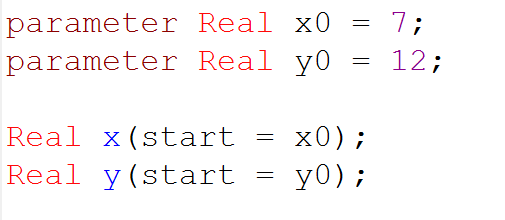 parameter Real x0 = 7;
parameter Real y0 = 12;
Real x(start = x0);
Real y(start = y0);